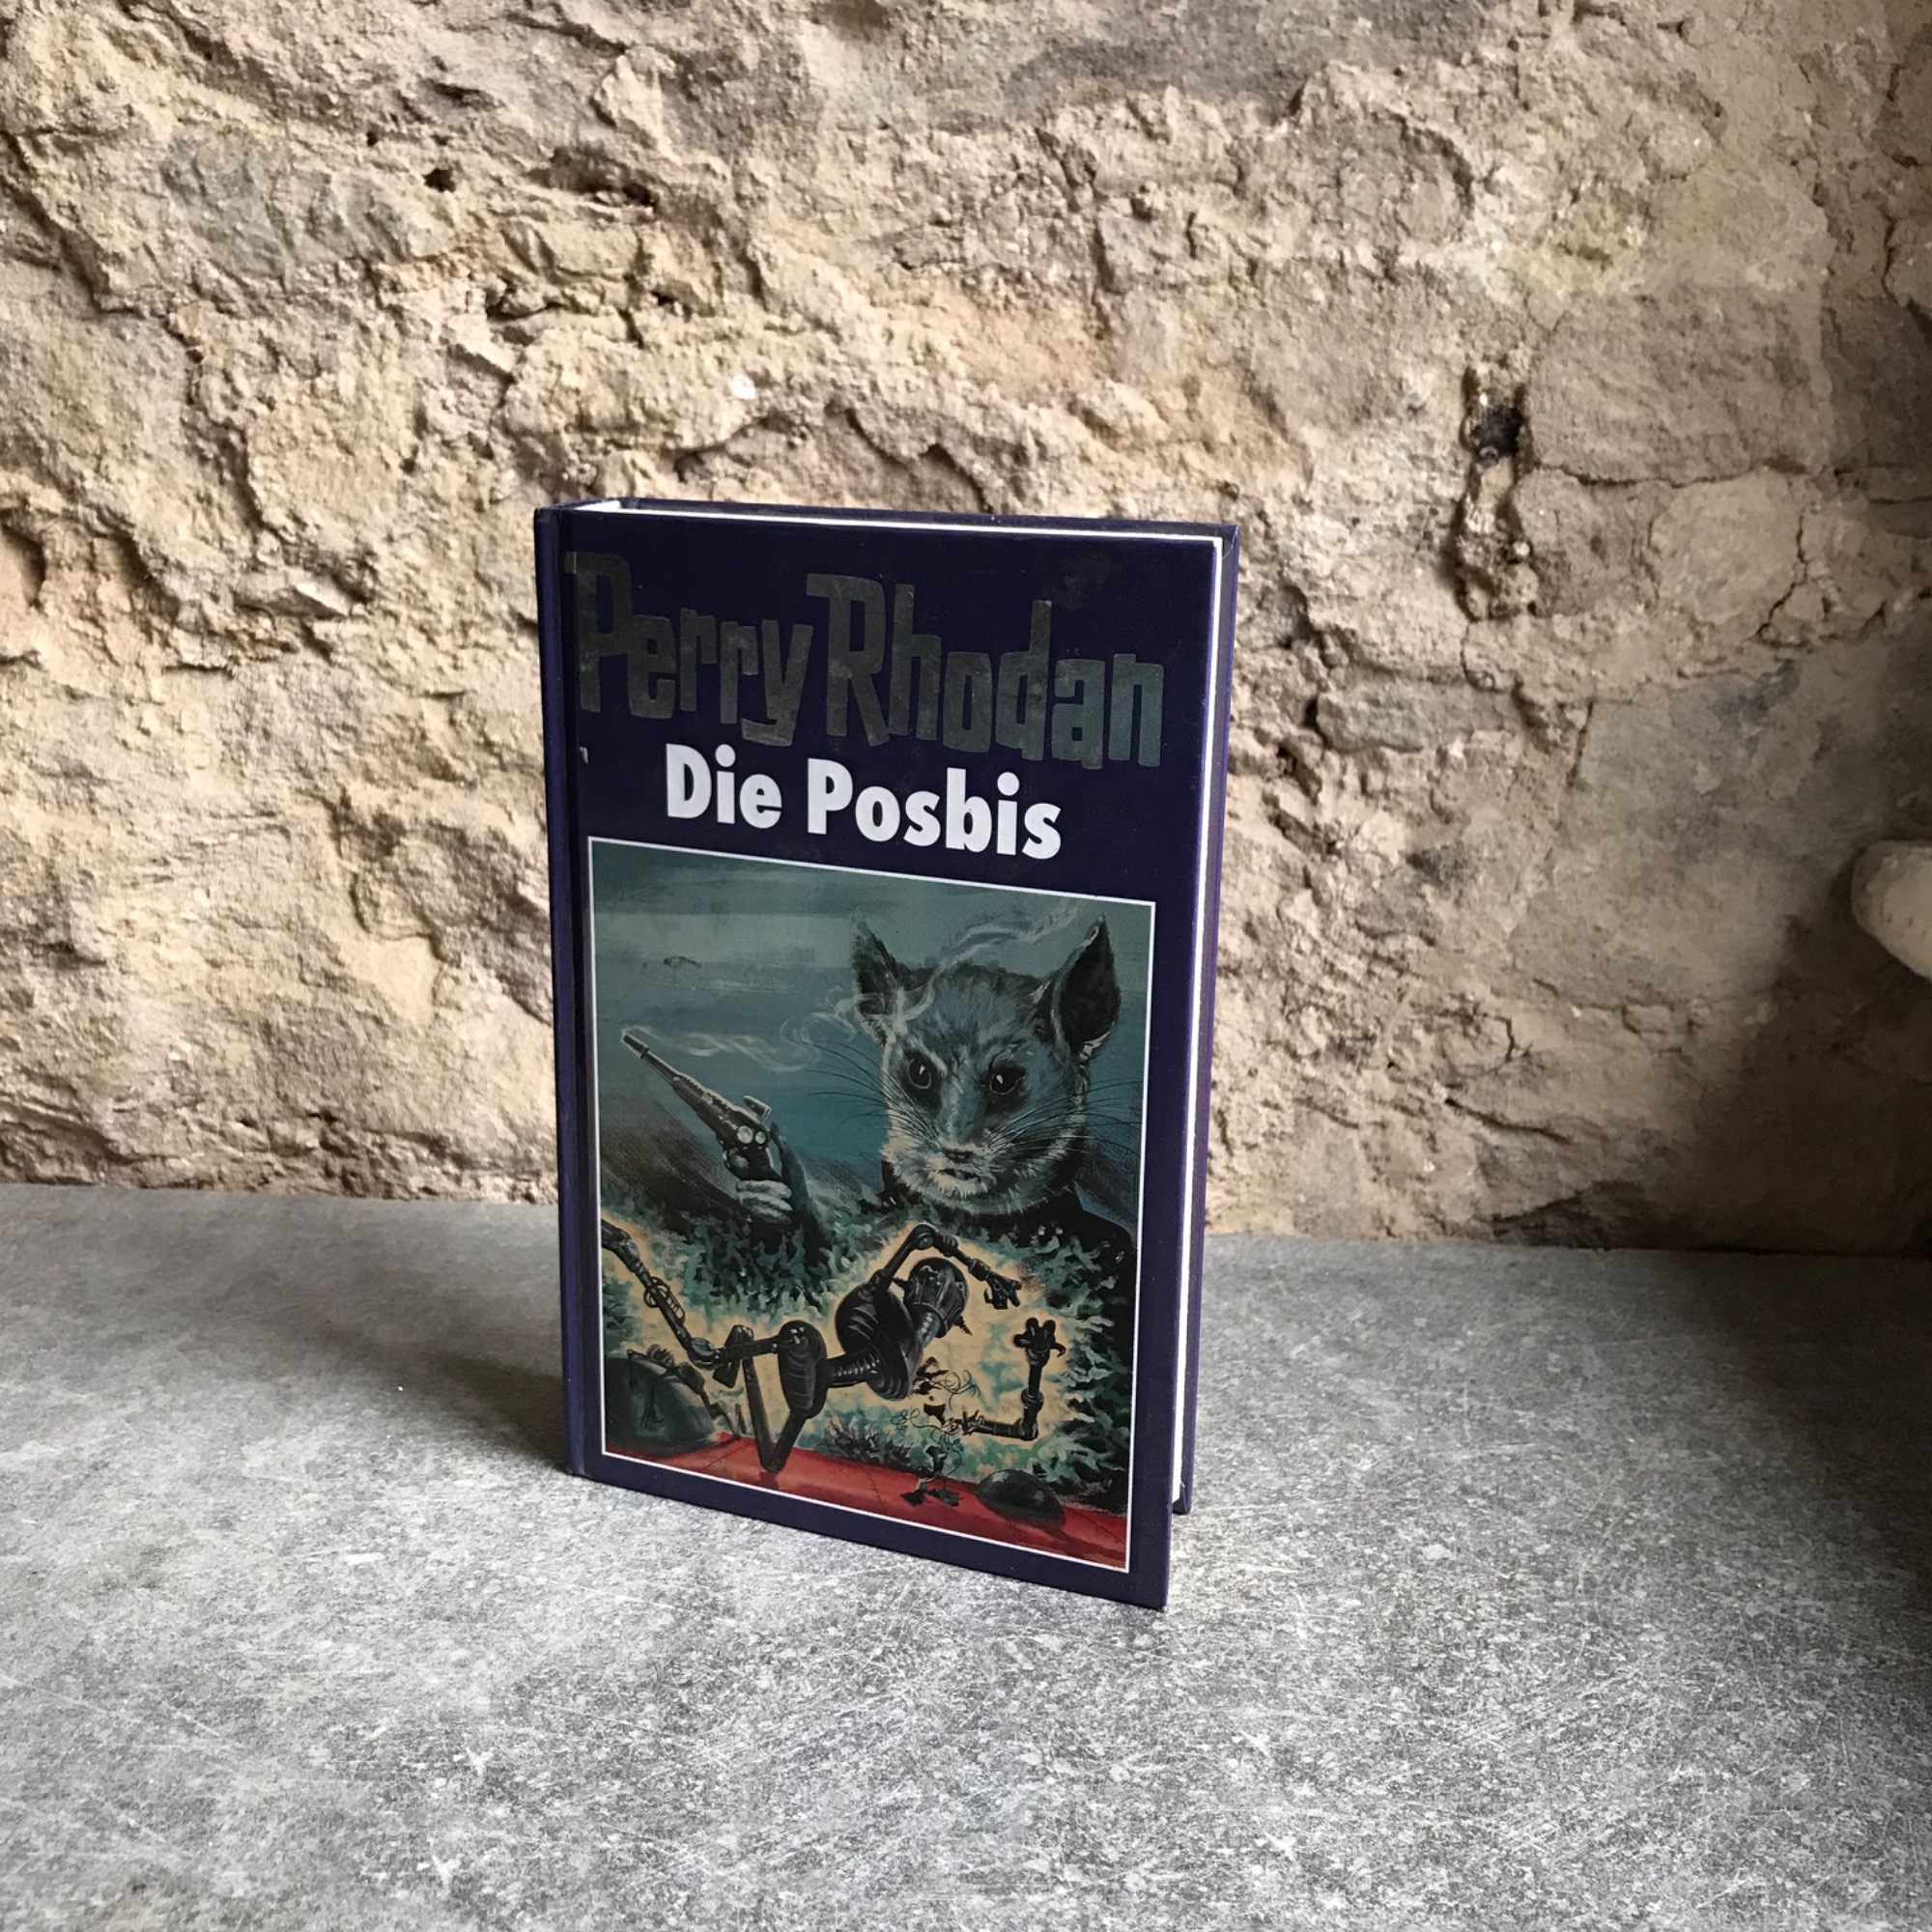 Perry Rhodan
Die Posbis